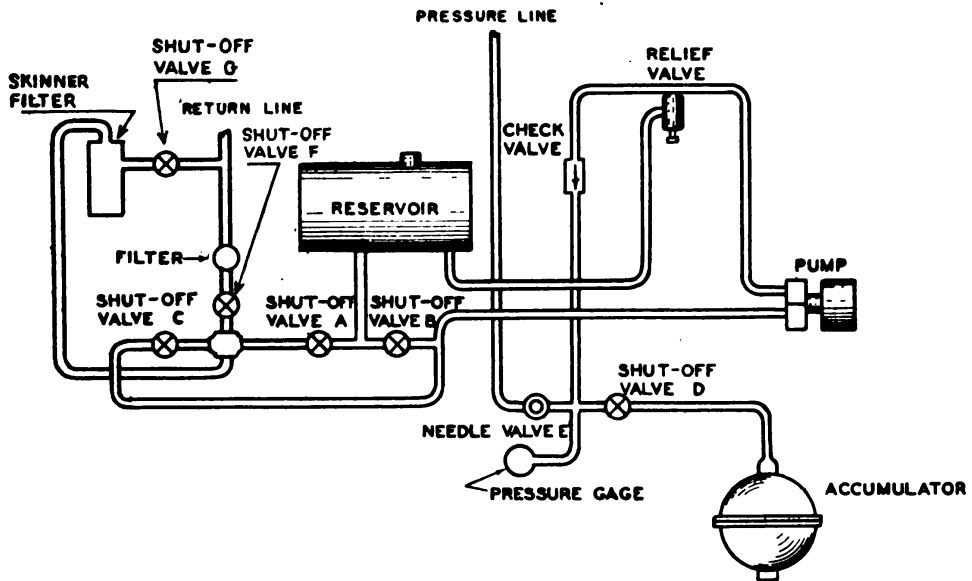 PRESSURE LINE
SHUT-OFF
VALVE G
SKINNER
FILTER
RETURN LINE
SHUT-OFF
VALVE F
RELIEF
VALVE
CHECK
VALVE
RESERVOIR
FILTER
PUMP
SHUT-OFF
VALVE C
SHUT-OFF
VALVE A
SHUT-OFF
VALVE B
SHUT-OFF
VALVE D
NEEDLE VALVE E
PRESSURE GAGE
ACCUMULATOR